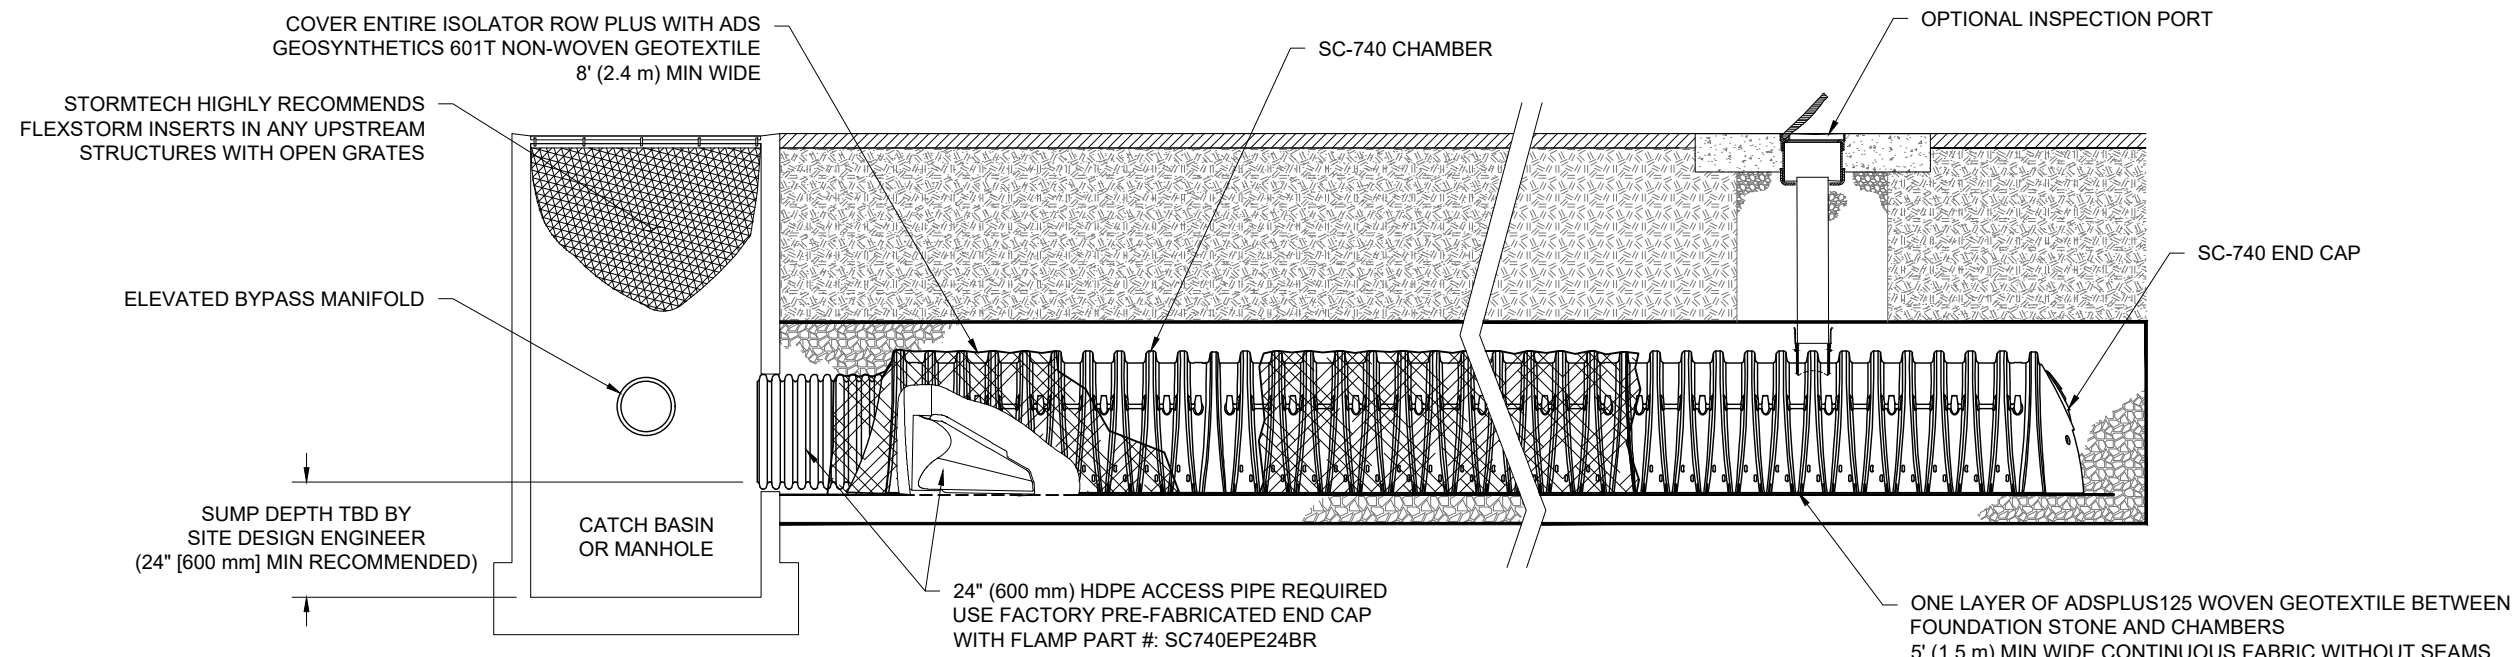 COVER ENTIRE ISOLATOR ROW PLUS WITH ADS
GEOSYNTHETICS 601T NON-WOVEN GEOTEXTILE
8' (2.4 m) MIN WIDE
SC-740 CHAMBER
OPTIONAL INSPECTION PORT
STORMTECH HIGHLY RECOMMENDS
FLEXSTORM INSERTS IN ANY UPSTREAM
STRUCTURES WITH OPEN GRATES
SC-740 END CAP
ELEVATED BYPASS MANIFOLD
SUMP DEPTH TBD BY
SITE DESIGN ENGINEER
(24" [600 mm] MIN RECOMMENDED)
CATCH BASIN
OR MANHOLE
24" (600 mm) HDPE ACCESS PIPE REQUIRED
USE FACTORY PRE-FABRICATED END CAP
WITH FLAMP PART #: SC740EPE24BR
ONE LAYER OF ADSPLUS125 WOVEN GEOTEXTILE BETWEEN
FOUNDATION STONE AND CHAMBERS
5' (1.5 m) MIN WIDE CONTINUOUS FABRIC WITHOUT SEAMS